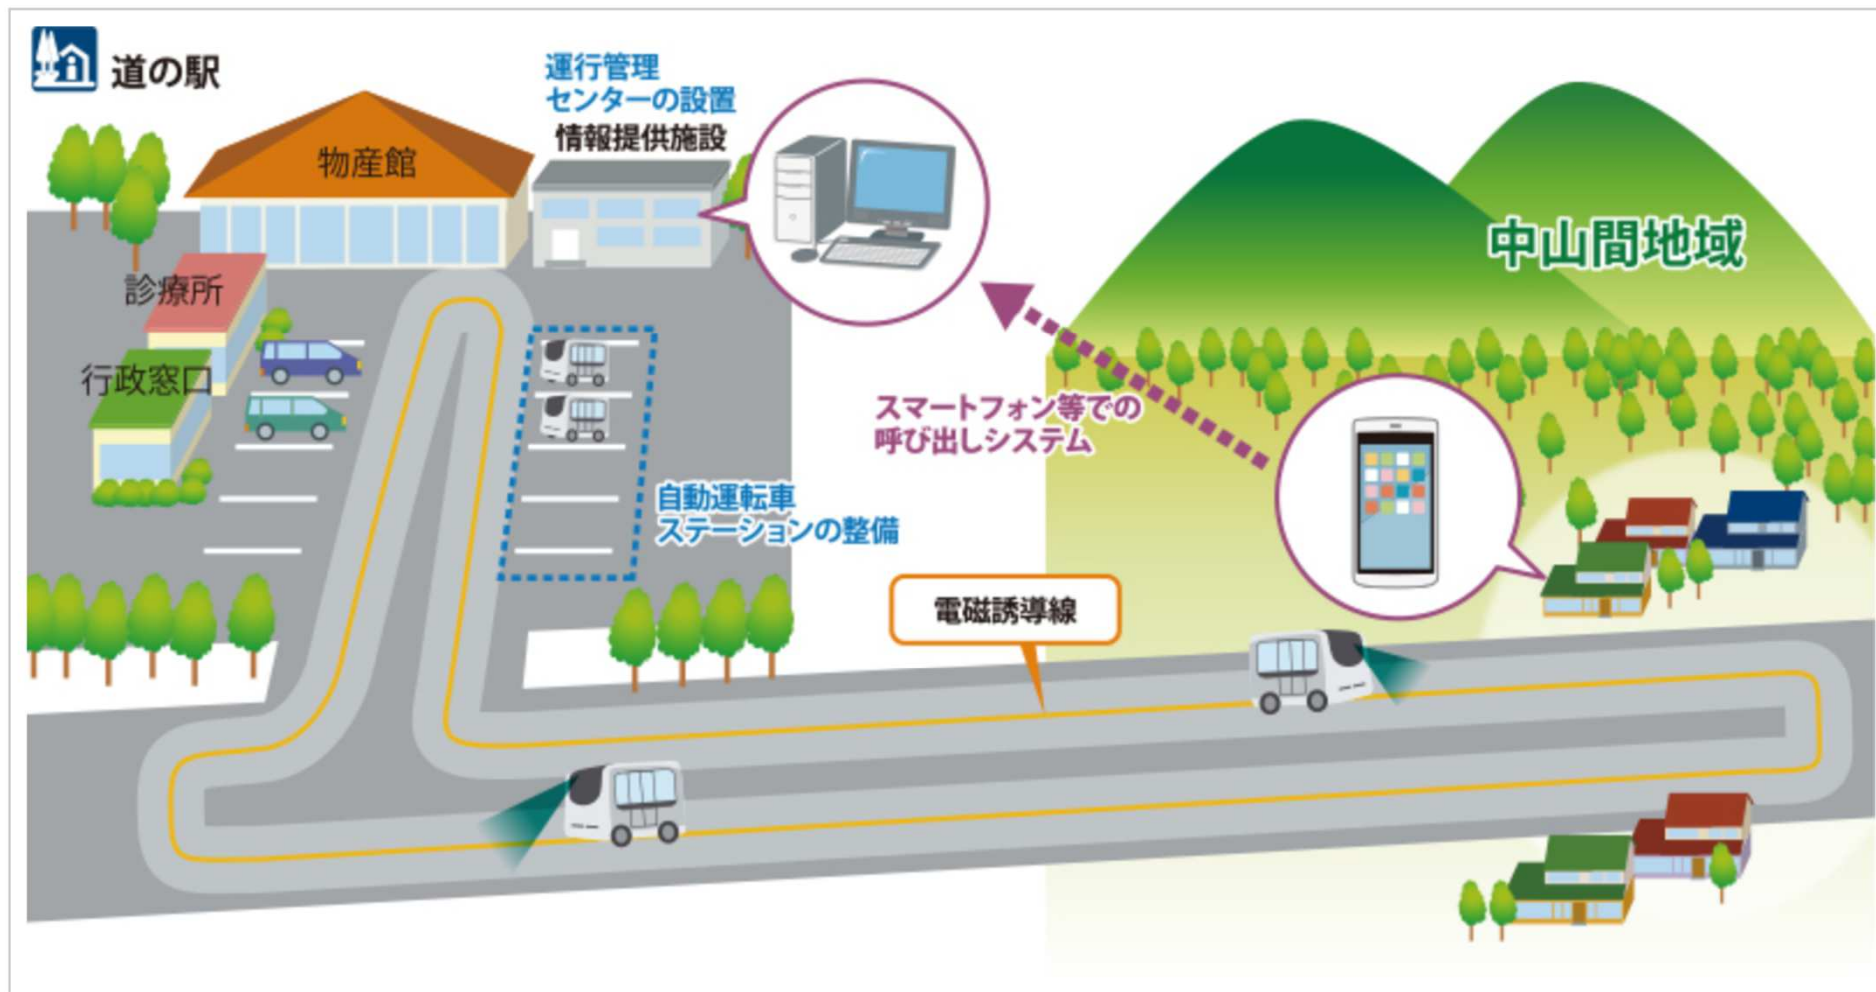 道の駅
運行管理
センターの設置
情報提供施設
物産館
診療所
行政窓口
中山間地域
スマートフォン等での
呼び出しシステム
自動運転車
ステーションの整備
電磁誘導線